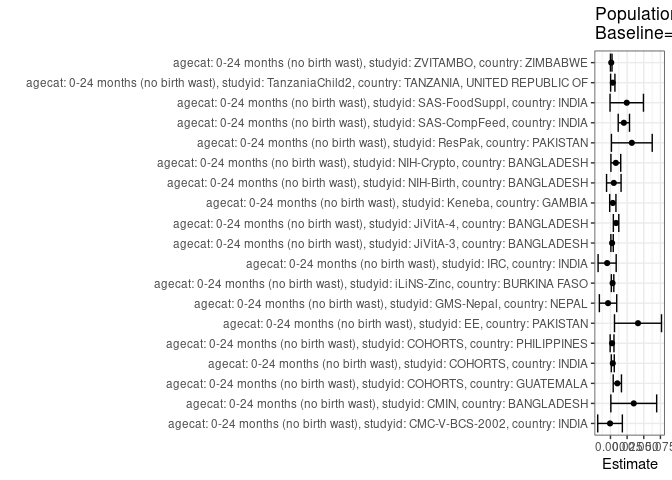 Population
Baseline=
agecat: 0-24 months (no birth wast), studyid: ZVITAMBO, country: ZIMBABWE
agecat: 0-24 months (no birth wast), studyid: TanzaniaChild2, country: TANZANIA, UNITED REPUBLIC OF
agecat: 0-24 months (no birth wast), studyid: SAS-FoodSuppl, country: INDIA
agecat: 0-24 months (no birth wast), studyid: SAS-CompFeed, country: INDIA
agecat: 0-24 months (no birth wast), studyid: ResPak, country: PAKISTAN
agecat: 0-24 months (no birth wast), studyid: NIH-Crypto, country: BANGLADESH
agecat: 0-24 months (no birth wast), studyid: NIH-Birth, country: BANGLADESH
agecat: 0-24 months (no birth wast), studyid: Keneba, country: GAMBIA
agecat: 0-24 months (no birth wast), studyid: JiVitA-4, country: BANGLADESH
agecat: 0-24 months (no birth wast), studyid: JiVitA-3, country: BANGLADESH
agecat: 0-24 months (no birth wast), studyid: IRC, country: INDIA
agecat: 0-24 months (no birth wast), studyid: iLiNS-Zinc, country: BURKINA FASO
agecat: 0-24 months (no birth wast), studyid: GMS-Nepal, country: NEPAL
agecat: 0-24 months (no birth wast), studyid: EE, country: PAKISTAN
agecat: 0-24 months (no birth wast), studyid: COHORTS, country: PHILIPPINES
agecat: 0-24 months (no birth wast), studyid: COHORTS, country: INDIA
agecat: 0-24 months (no birth wast), studyid: COHORTS, country: GUATEMALA
agecat: 0-24 months (no birth wast), studyid: CMIN, country: BANGLADESH
agecat: 0-24 months (no birth wast), studyid: CMC-V-BCS-2002, country: INDIA
Estimate